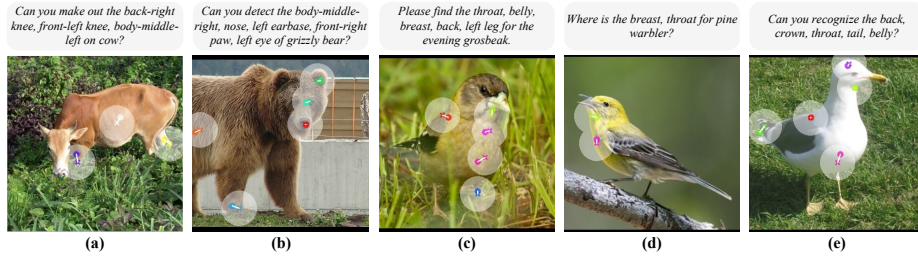 Can you make out the back-right
knee, front-left knee, body-middle-
left on cow?
Can you detect the body-middle-
right, nose, left earbase, front-right
paw, left eye of grizzly bear?
Please find the throat, belly,
breast, back, left leg for the
evening grosbeak.
Where is the breast, throat for pine
warbler?
Can you recognize the back,
crown, throat, tail, belly?
(a)
(b)
(c)
(d)
(e)